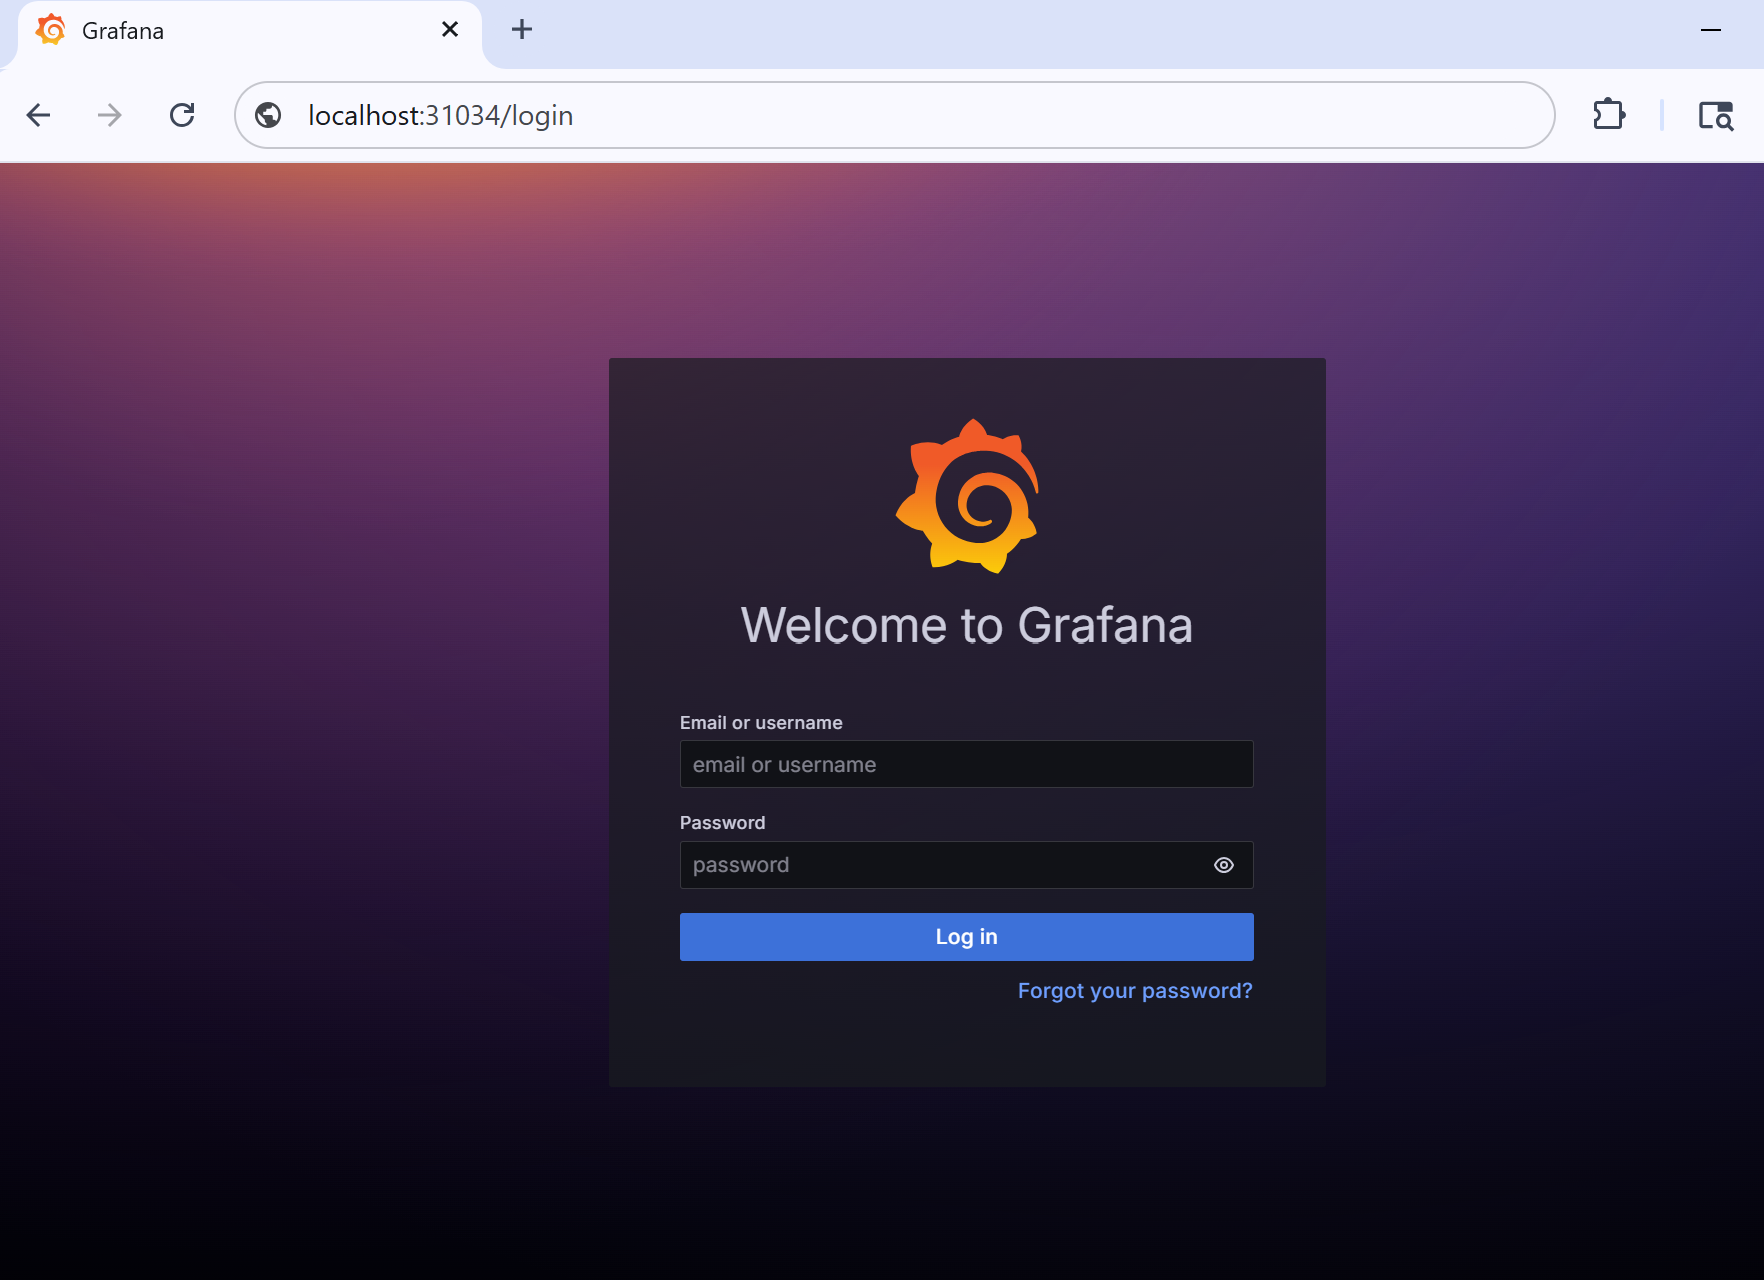 Grafana
localhost:31034/login
Welcome to Grafana
Email or username
email or username
Password
password
Log in
Forgot your password?